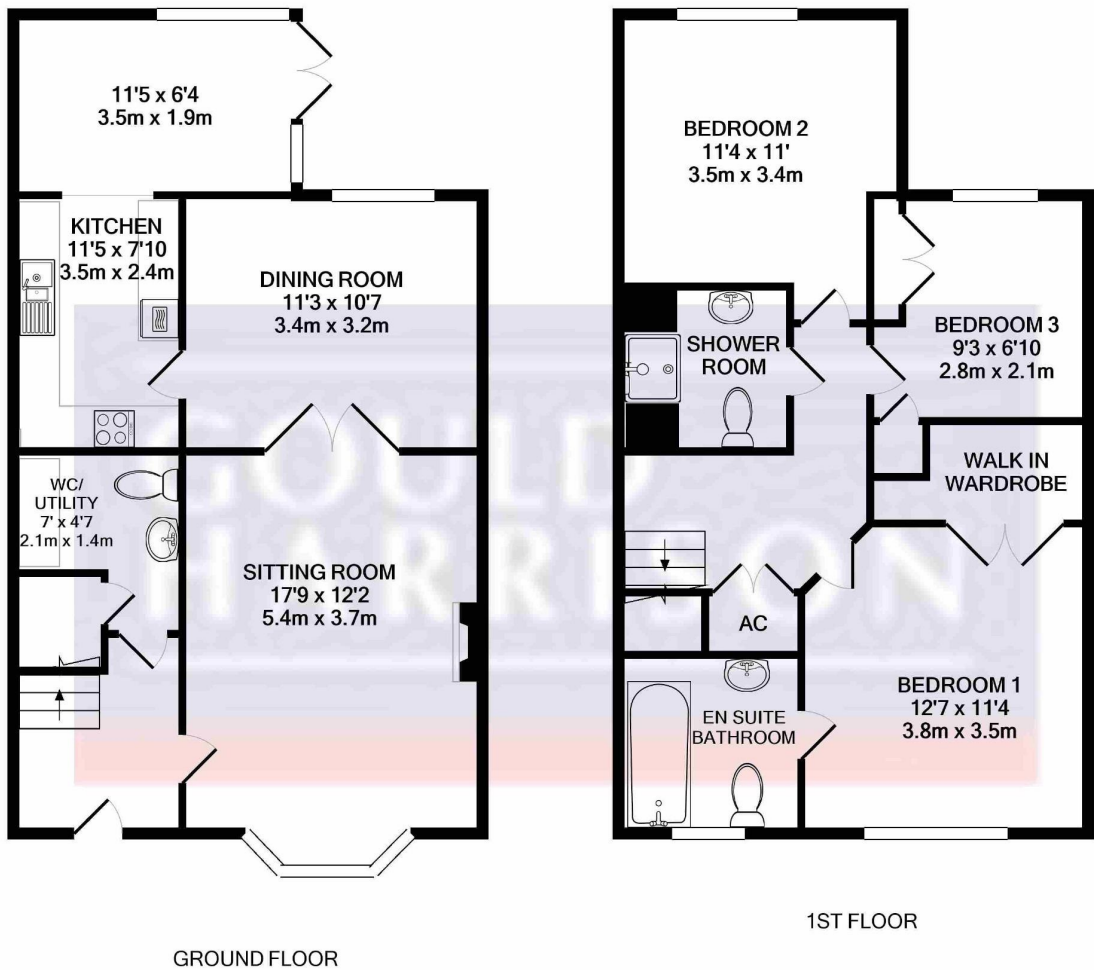 11'5 x 6'4
3.5m x 1.9m
KITCHEN
11'5 x 7'10
3.5m x 2.4m
DINING ROOM
11'3 x 10'7
3.4m x 3.2m
WC/
UTILITY
7' x 4'7
2.1m x 1.4m
SITTING ROOM
17'9 x 12'2
5.4m x 3.7m
GROUND FLOOR
BEDROOM 2
11'4 x 11'
3.5m x 3.4m
SHOWER
ROOM
BEDROOM 3
9'3 x 6'10
2.8m x 2.1m
WALK IN
WARDROBE
AC
BEDROOM 1
12'7 x 11'4
3.8m x 3.5m
EN SUITE
BATHROOM
1ST FLOOR
GOULD
HARRISON